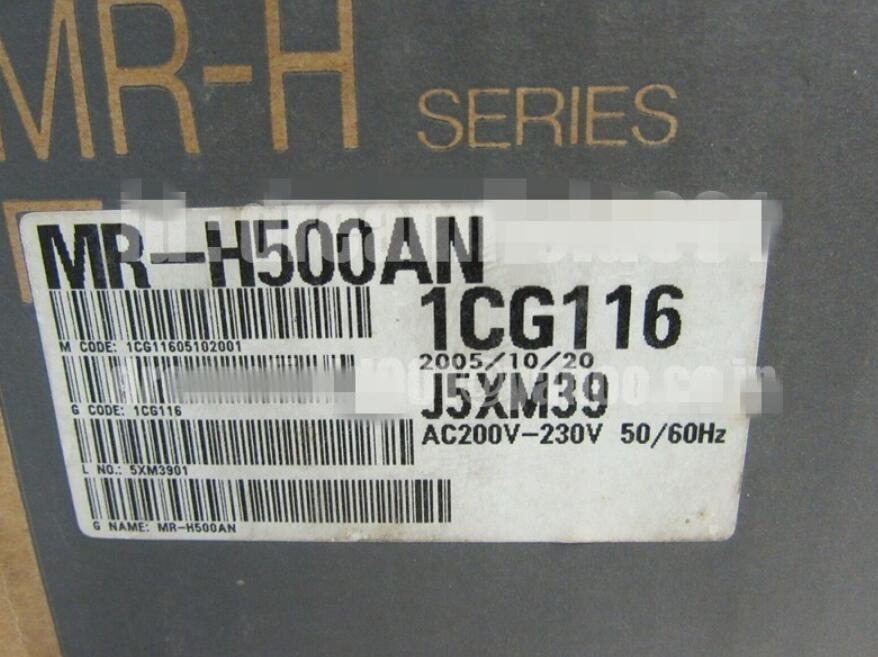 MR-H SERIES
MR-H500AN
1CG116
M CODE: 1CG11605102001
2005/10/20
J5XM39
G CODE: 1CG116
AC200V-230V 50/60Hz
L NO.: 5XM3901
G NAME: MR-H500AN